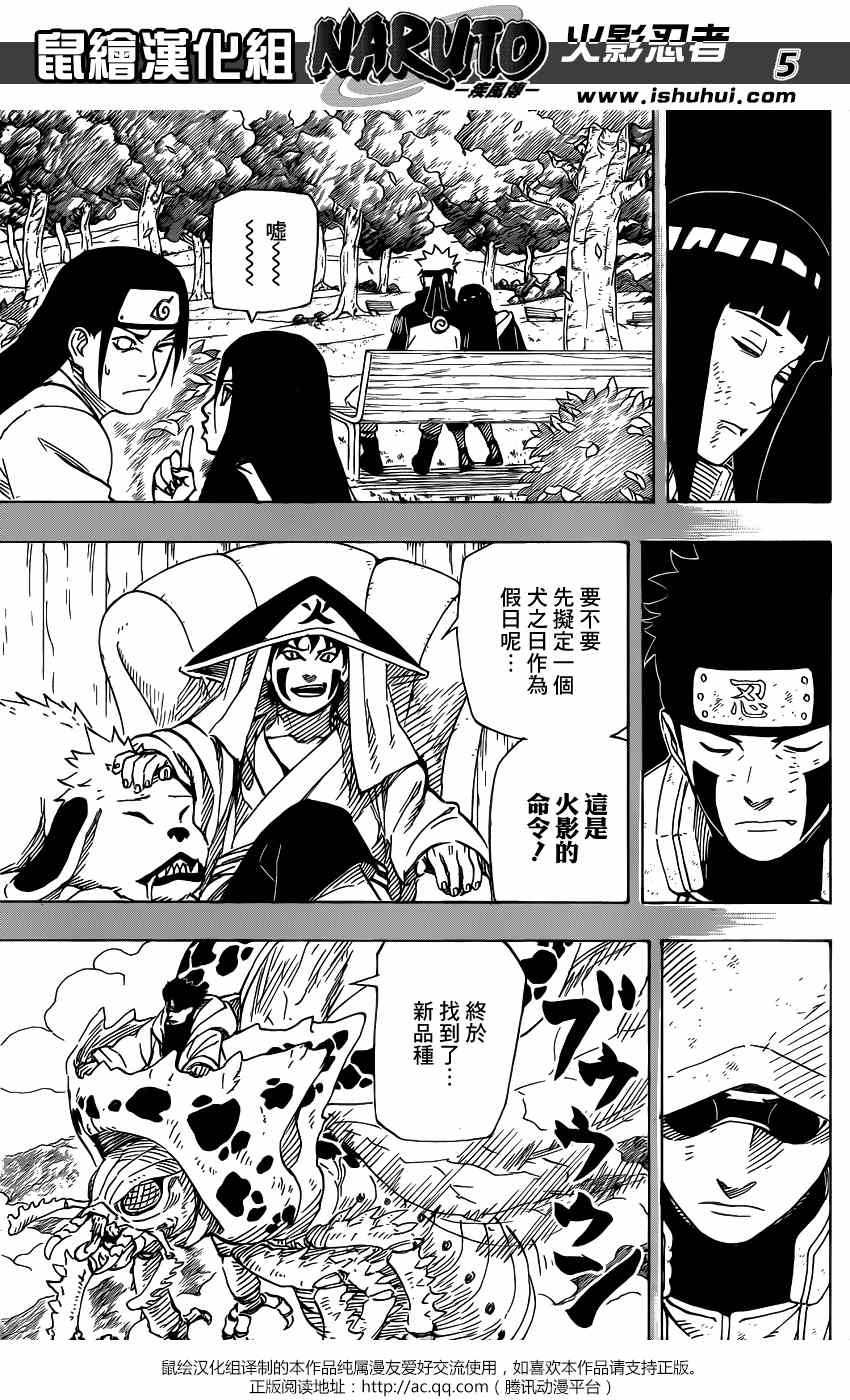 鼠繪漢化組
NARUTO
疾風傳
火影忍者
5
www.ishuhui.com
噓
要不要
先擬定一個
犬之日作為
假日呢…
這是
火影的
命令！
火
忍
終於
找到了…
新品種
ブゥゥゥゥン
鼠绘汉化组译制的本作品纯属漫友爱好交流使用，如喜欢本作品请支持正版。
正版阅读地址：http://ac.qq.com（腾讯动漫平台）